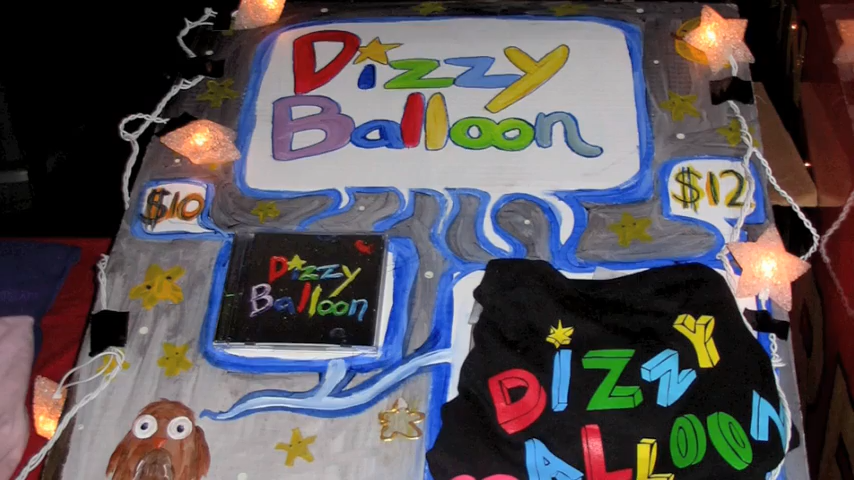 Dizzy
Balloon
$10
$12
Dizzy
Balloon
DIZZY
BALLOON